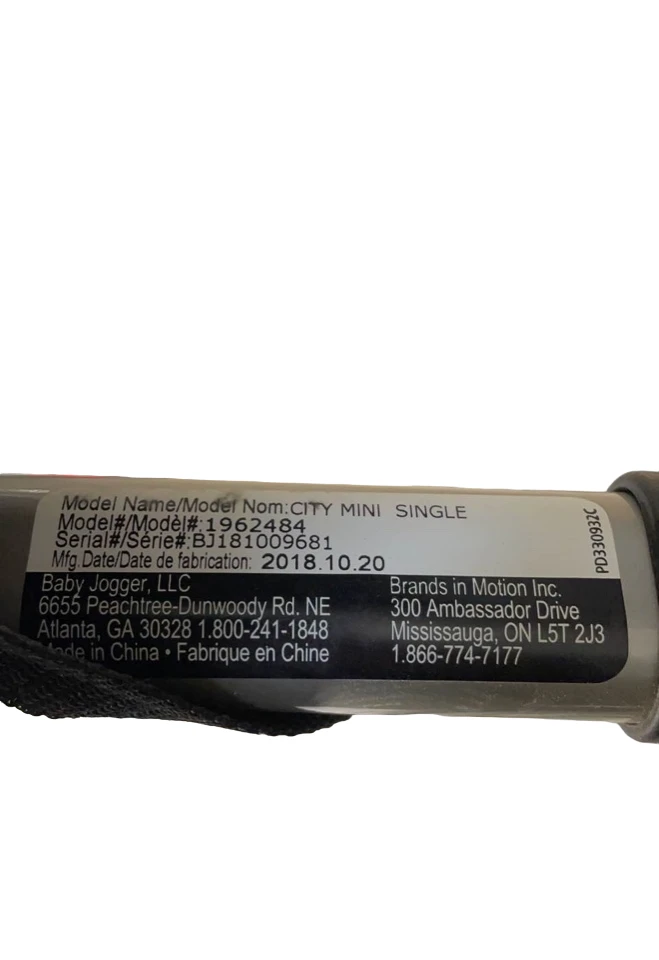 Model Name/Model Nom:CITY MINI SINGLE
Model#/Modèl#:1962484
Serial#/Série#:BJ181009681
Mfg.Date/Date de fabrication: 2018.10.20
PD330932C
Baby Jogger, LLC
6655 Peachtree-Dunwoody Rd. NE
Atlanta, GA 30328 1.800-241-1848
Made in China • Fabrique en Chine
Brands in Motion Inc.
300 Ambassador Drive
Mississauga, ON L5T 2J3
1.866-774-7177